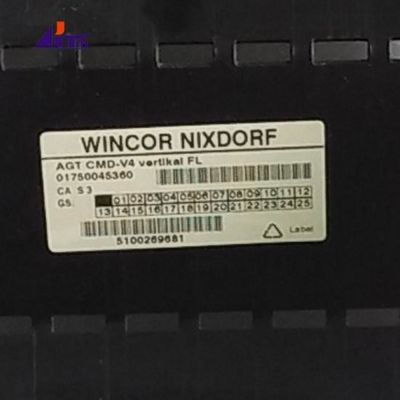 WINCOR NIXDORF
AGT CMD-V4 vertikal FL
01750045360
CA S 3
GS. 01 02 03 04 05 06 07 08 09 10 11 12
13 14 15 16 17 18 19 20 21 22 23 24 25
5100269681
Label